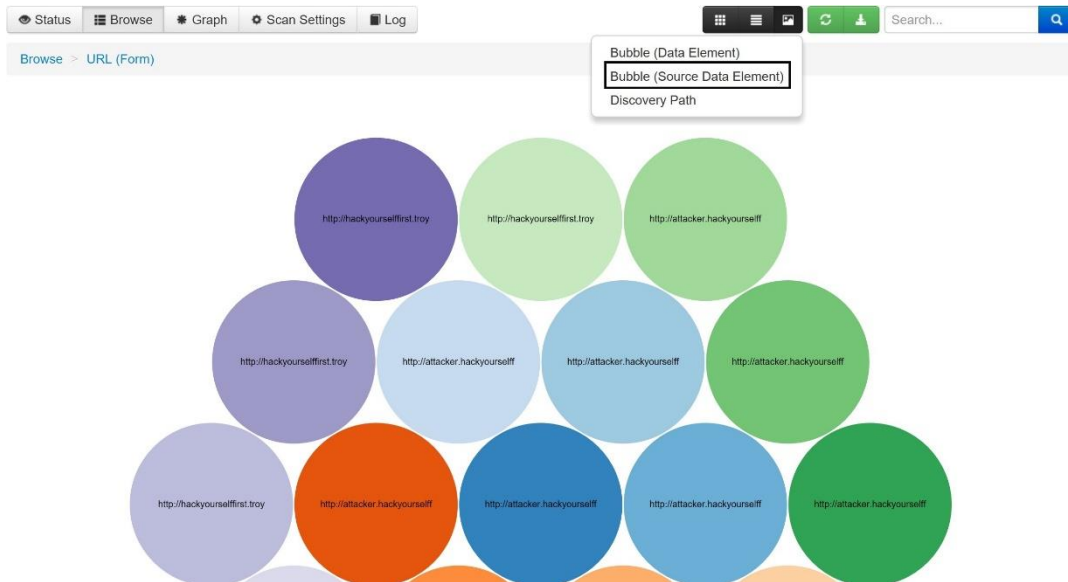 Status Browse Graph Scan Settings Log Search...
Browse > URL (Form)
Bubble (Data Element)
Bubble (Source Data Element)
Discovery Path
http://hackyourselffirst.troy http://hackyourselffirst.troy http://attacker.hackyourselff
http://hackyourselffirst.troy http://attacker.hackyourselff http://attacker.hackyourselff http://attacker.hackyourselff
http://hackyourselffirst.troy http://attacker.hackyourselff http://attacker.hackyourselff http://attacker.hackyourselff http://attacker.hackyourselff